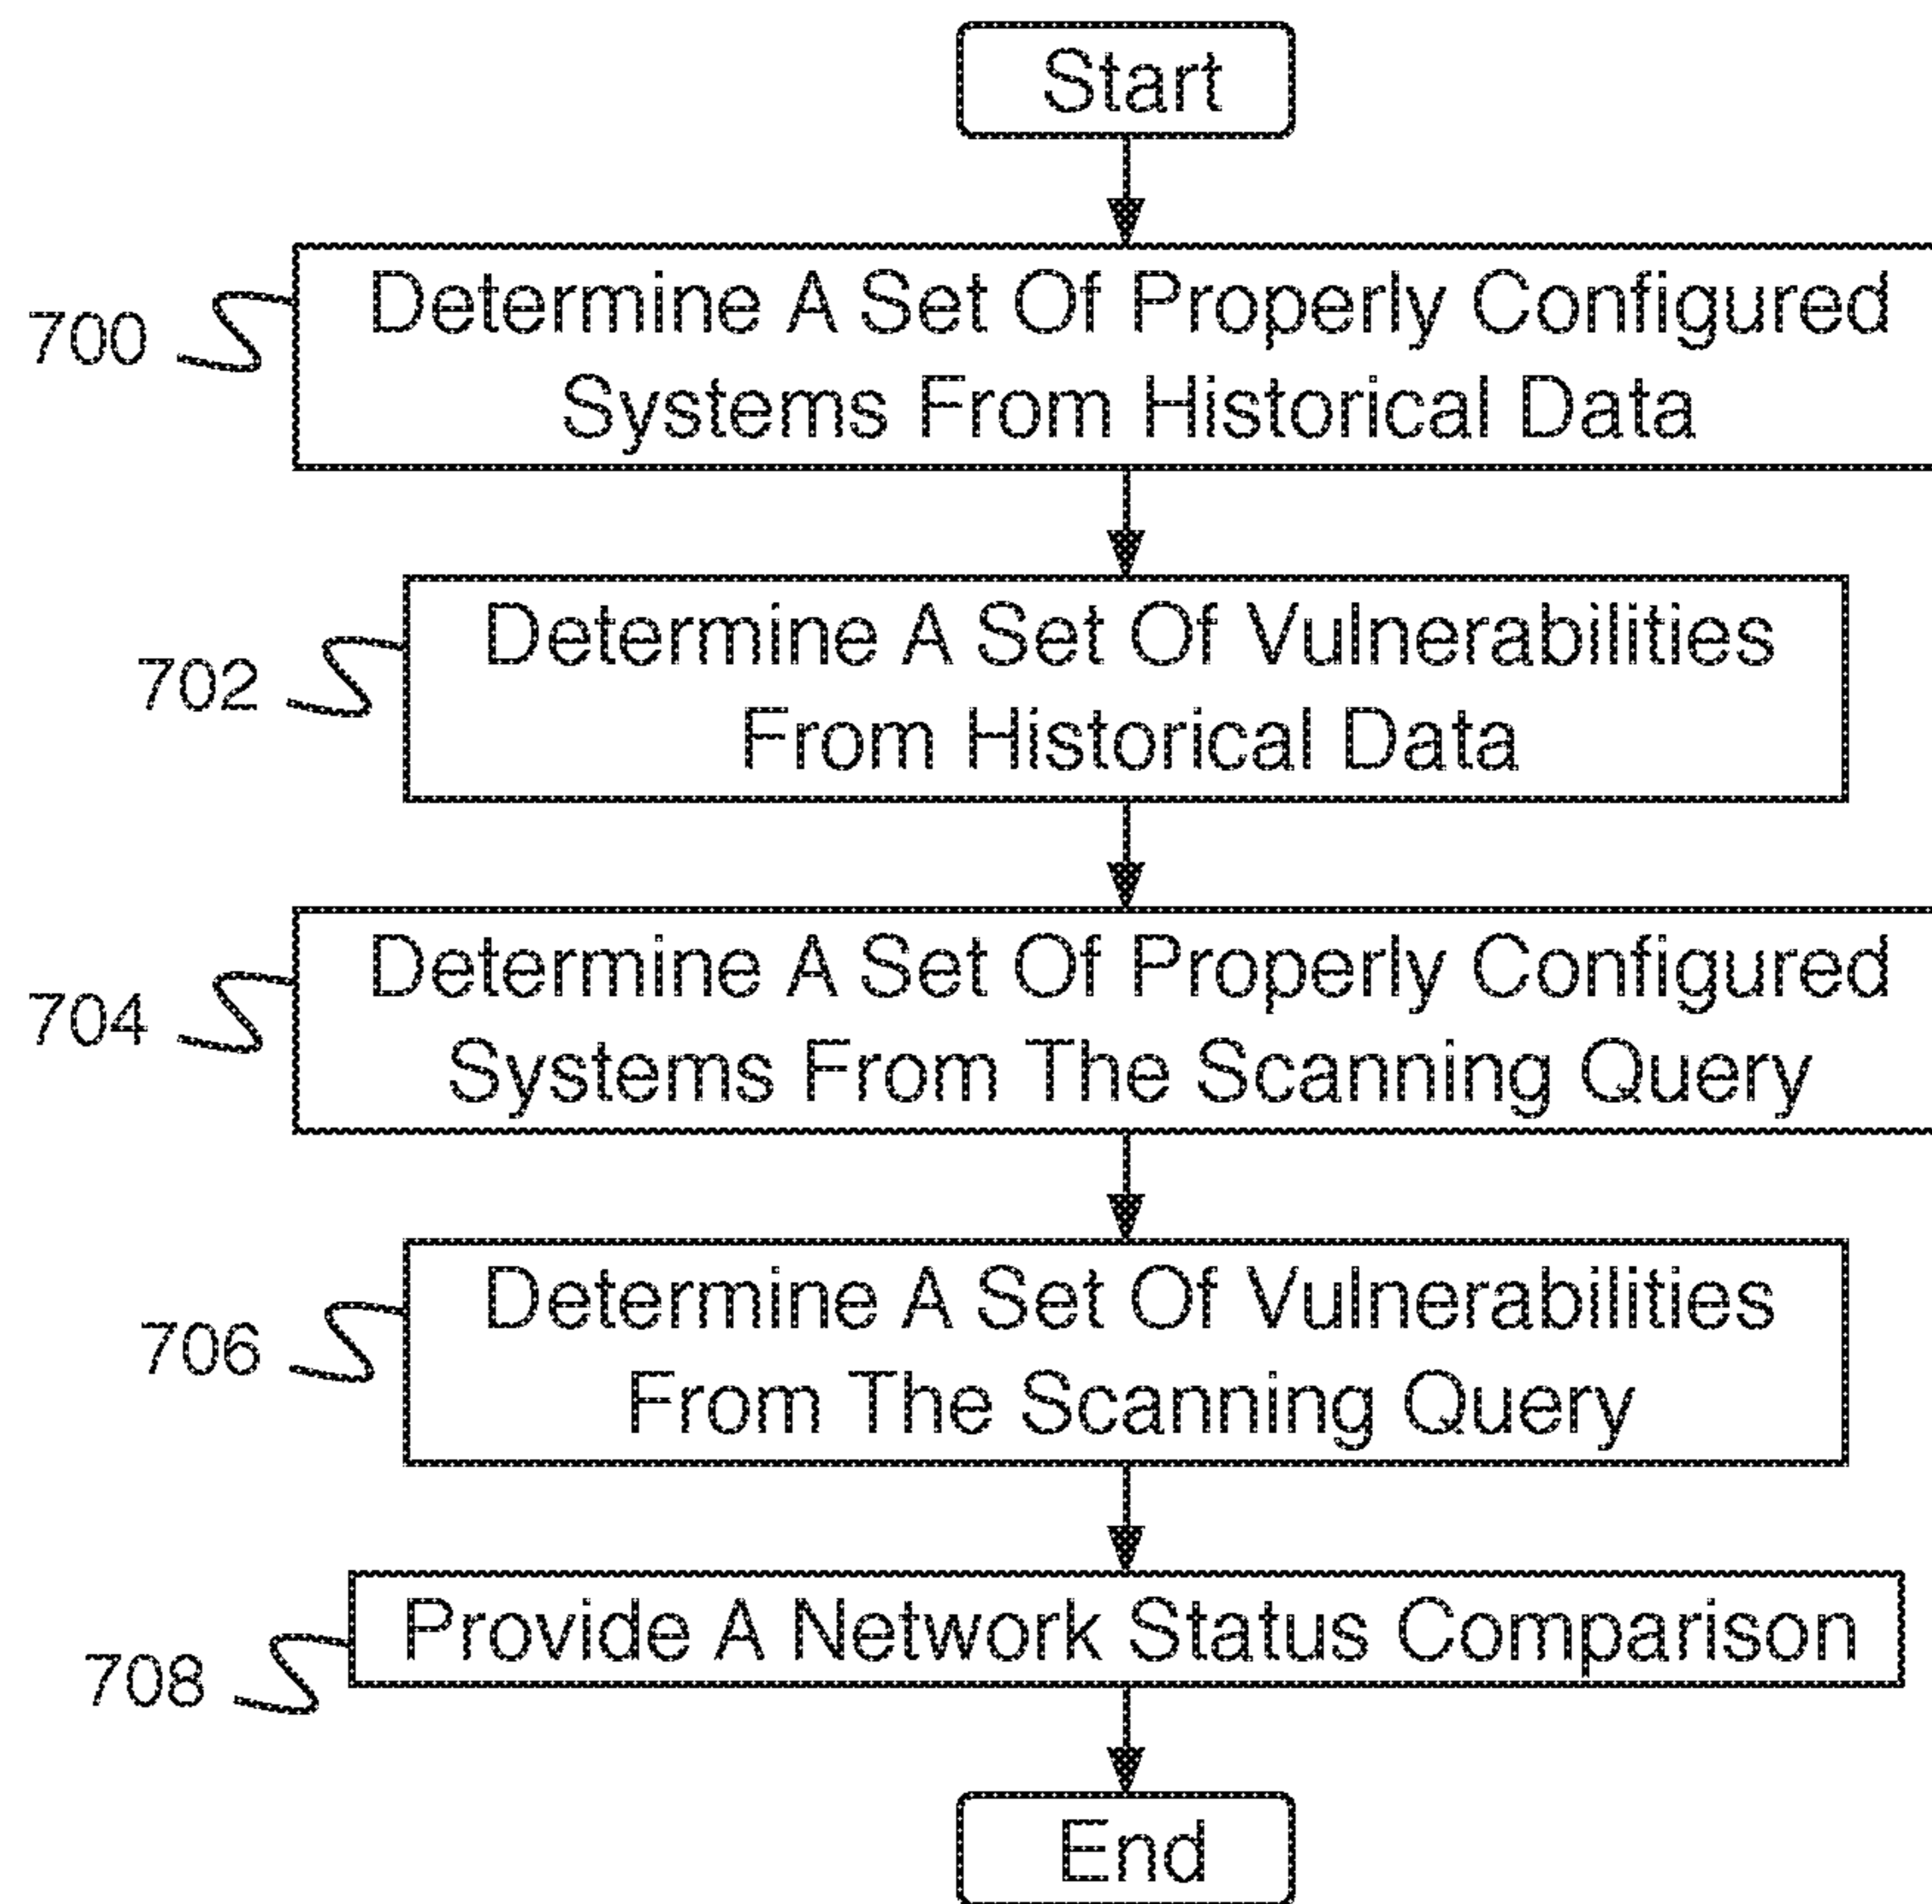 Start
700
Determine A Set Of Properly Configured
Systems From Historical Data
702
Determine A Set Of Vulnerabilities
From Historical Data
704
Determine A Set Of Properly Configured
Systems From The Scanning Query
706
Determine A Set Of Vulnerabilities
From The Scanning Query
708
Provide A Network Status Comparison
End